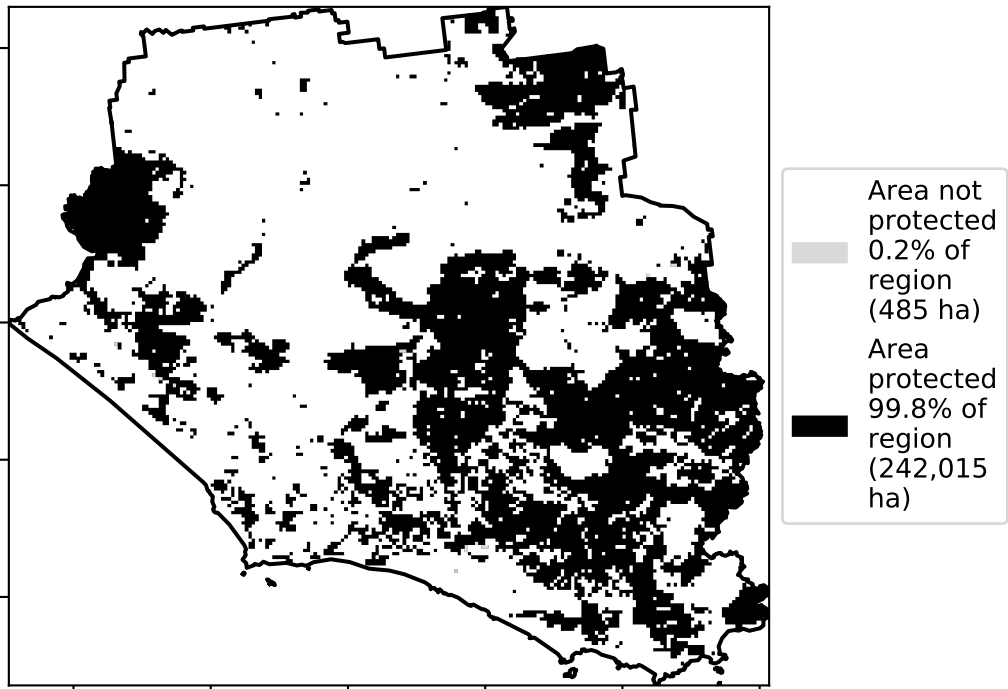 Area not
protected
0.2% of
region
(485 ha)
Area
protected
99.8% of
region
(242,015
ha)